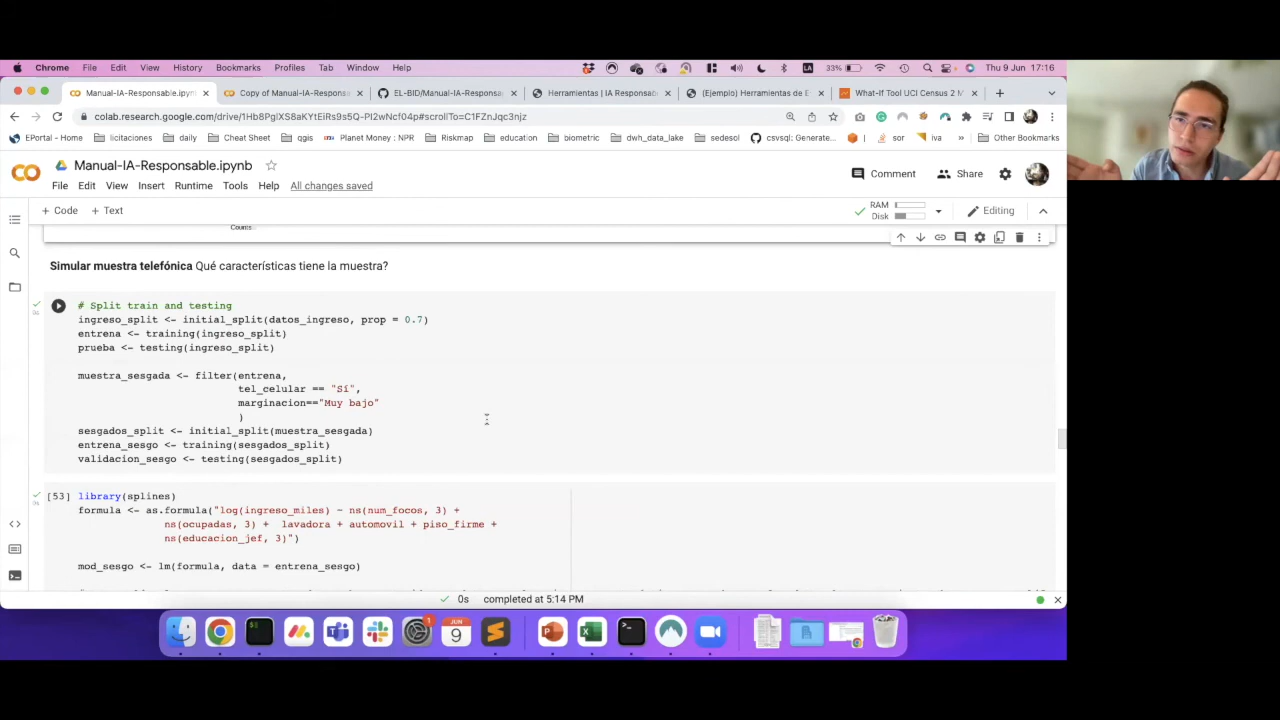 Chrome File Edit View History Bookmarks Profiles Tab Window Help 33% Thu 9 Jun 17:16
Manual-IA-Responsable.ipynb Copy of Manual-IA-Responsab EL-BID/Manual-IA-Responsa Herramientas | IA Responsab (Ejemplo) Herramientas de E What-If Tool UCI Census 2 M
colab.research.google.com/drive/1Hb8PglXS8aKYtEiRs9s5Q-PI2wNcf04p#scrollTo=C1FZnJqc3njz
EPortal - Home licitaciones daily Cheat Sheet qgis Planet Money : NPR Riskmap education biometric dwh_data_lake sedesol csvsql: Generate... sor iva » Other Bookmarks
Manual-IA-Responsable.ipynb
File Edit View Insert Runtime Tools Help All changes saved
Comment Share
+ Code + Text
RAM
Disk
Editing
Counts...
Simular muestra telefónica Qué características tiene la muestra?
# Split train and testing
ingreso_split <- initial_split(datos_ingreso, prop = 0.7)
entrena <- training(ingreso_split)
prueba <- testing(ingreso_split)
muestra_sesgada <- filter(entrena,
tel_celular == "Sí",
marginacion=="Muy bajo"
)
sesgados_split <- initial_split(muestra_sesgada)
entrena_sesgo <- training(sesgados_split)
validacion_sesgo <- testing(sesgados_split)
[53] library(splines)
formula <- as.formula("log(ingreso_miles) ~ ns(num_focos, 3) +
ns(ocupadas, 3) + lavadora + automovil + piso_firme +
ns(educacion_jef, 3)")
mod_sesgo <- lm(formula, data = entrena_sesgo)
0s completed at 5:14 PM